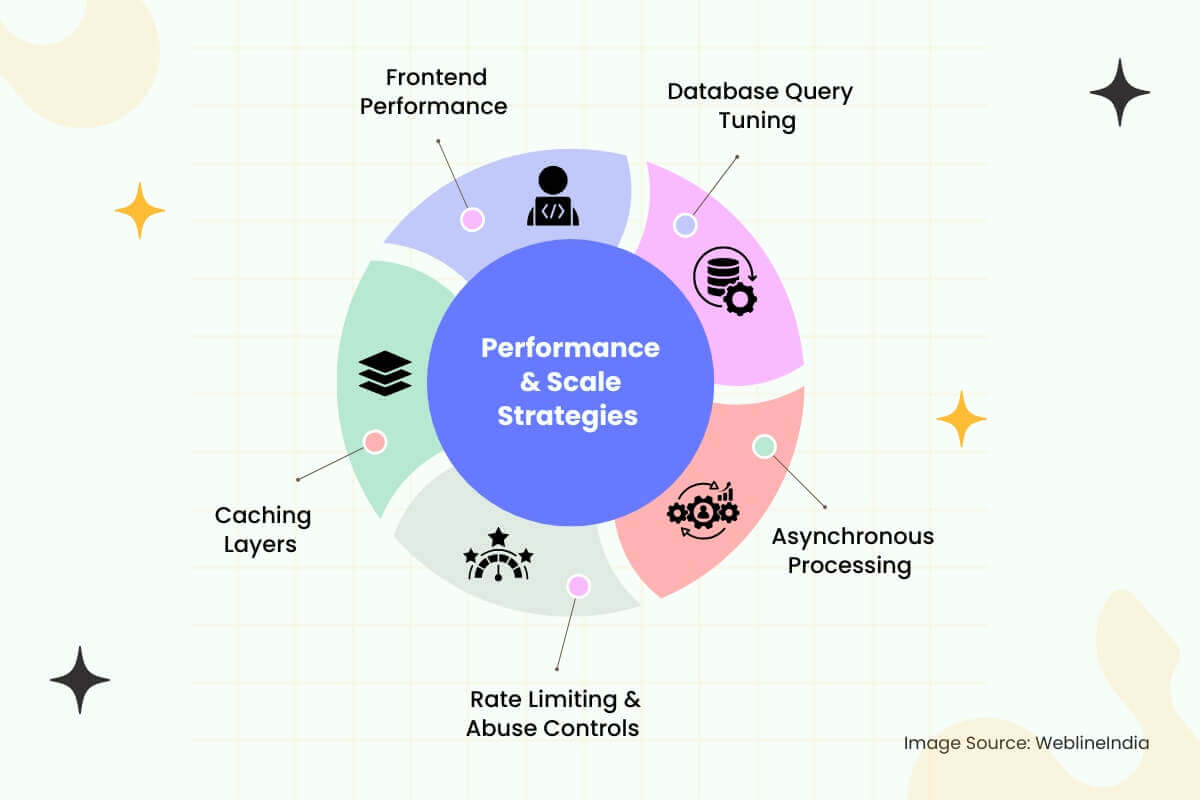 Frontend
Performance
Database Query
Tuning
Performance
& Scale
Strategies
Caching
Layers
Asynchronous
Processing
Rate Limiting &
Abuse Controls
Image Source: WeblineIndia